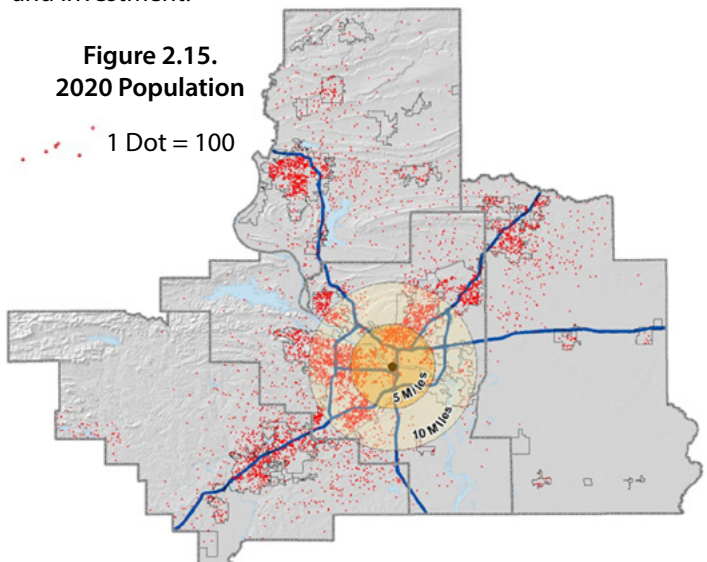 and investment.
Figure 2.15.
2020 Population
1 Dot = 100
5 Miles
10 Miles